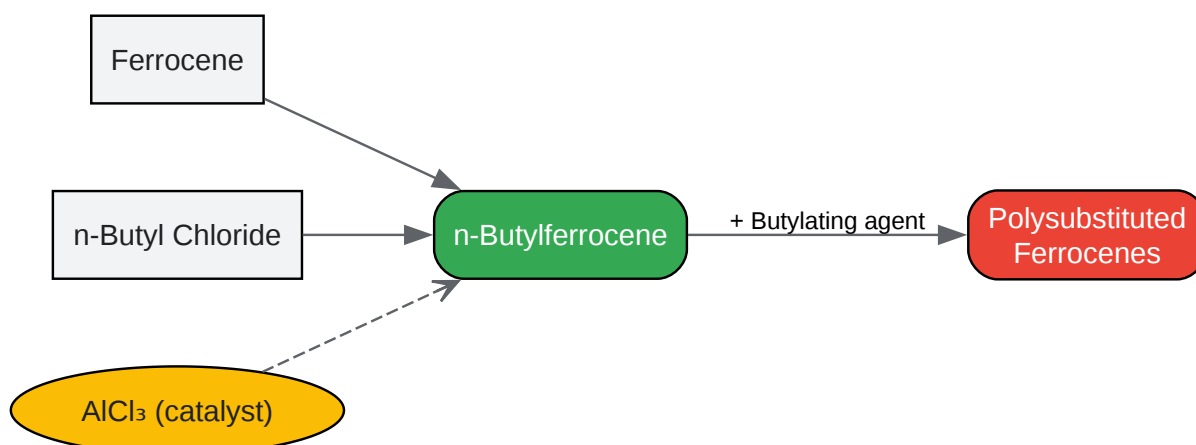 Ferrocene
n-Butyl Chloride
n-Butylferrocene
+ Butylating agent
Polysubstituted
Ferrocenes
AlCl₃ (catalyst)